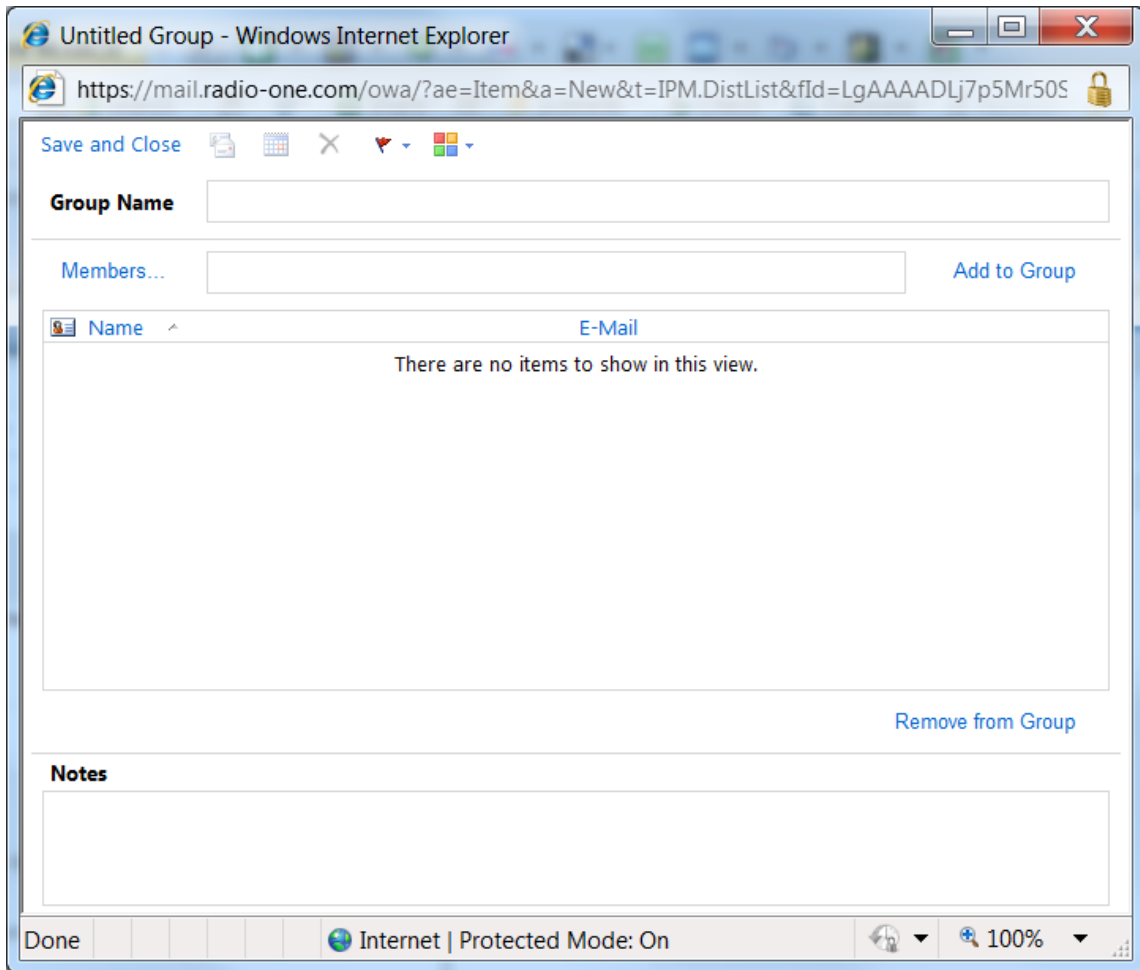 Untitled Group - Windows Internet Explorer
https://mail.radio-one.com/owa/?ae=Item&a=New&t=IPM.DistList&fId=LgAAAADLj7p5Mr50S
Save and Close
Group Name
Members...
Add to Group
Name
E-Mail
There are no items to show in this view.
Remove from Group
Notes
Done
Internet | Protected Mode: On
100%